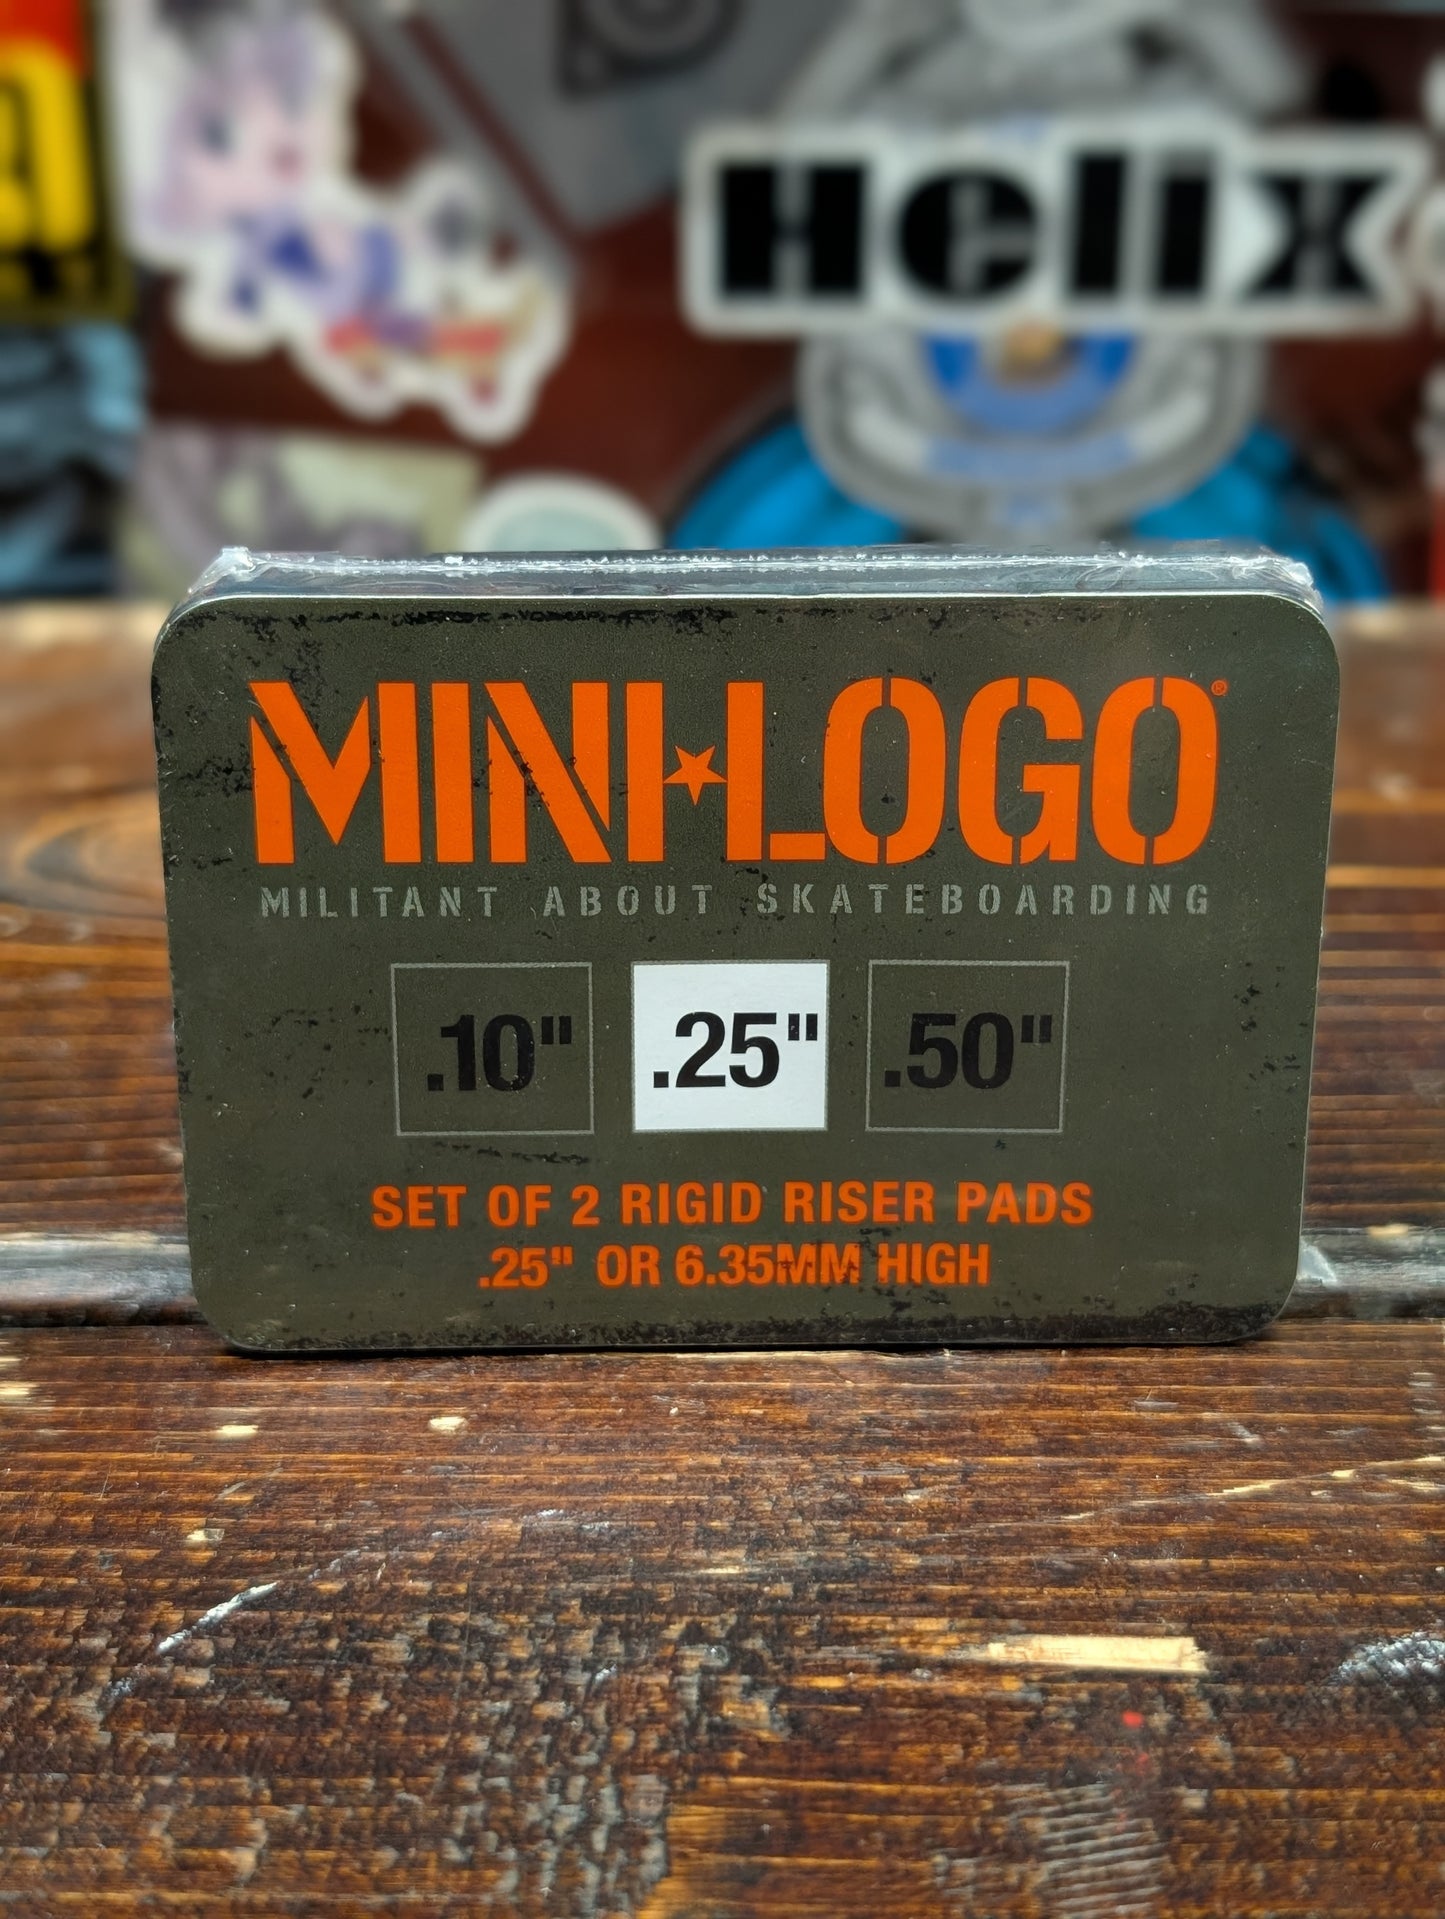 Helix
MINI★LOGO®
MILITANT ABOUT SKATEBOARDING
.10" .25" .50"
SET OF 2 RIGID RISER PADS
.25" OR 6.35MM HIGH